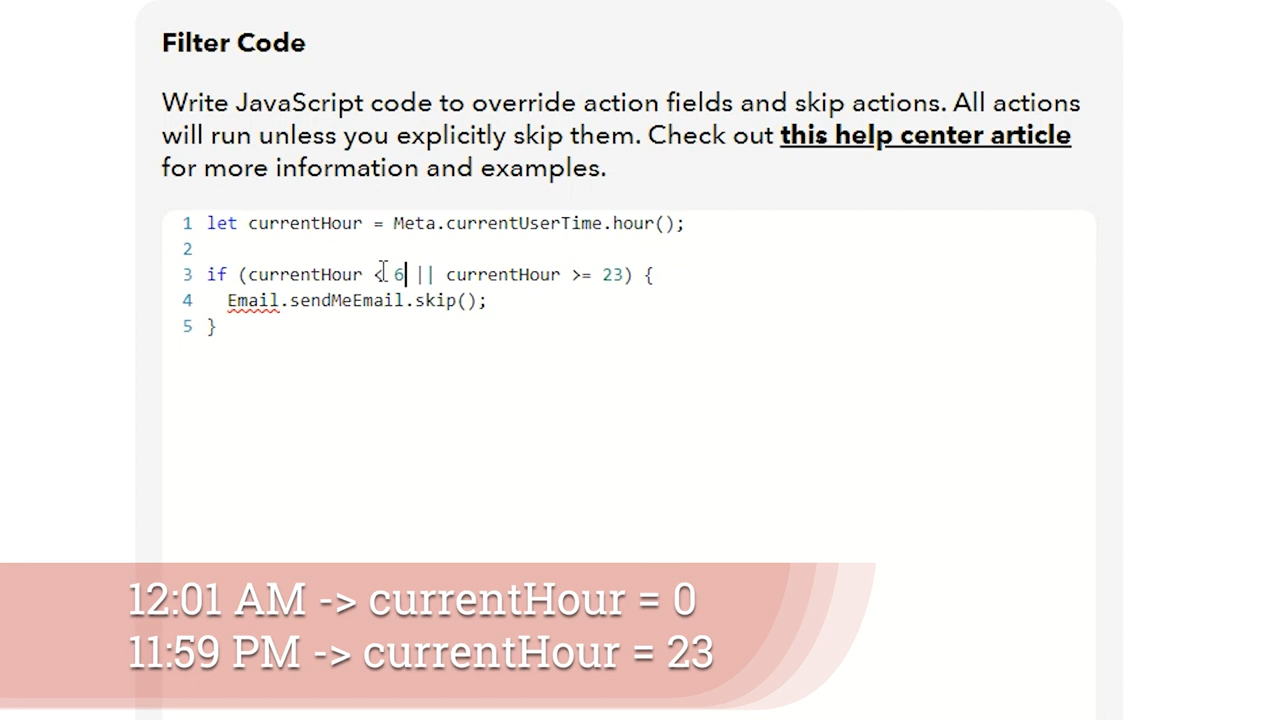 Filter Code
Write JavaScript code to override action fields and skip actions. All actions
will run unless you explicitly skip them. Check out this help center article
for more information and examples.
1 let currentHour = Meta.currentUserTime.hour();
2
3 if (currentHour < 6 || currentHour >= 23) {
4   Email.sendMeEmail.skip();
5 }
12:01 AM -> currentHour = 0
11:59 PM -> currentHour = 23